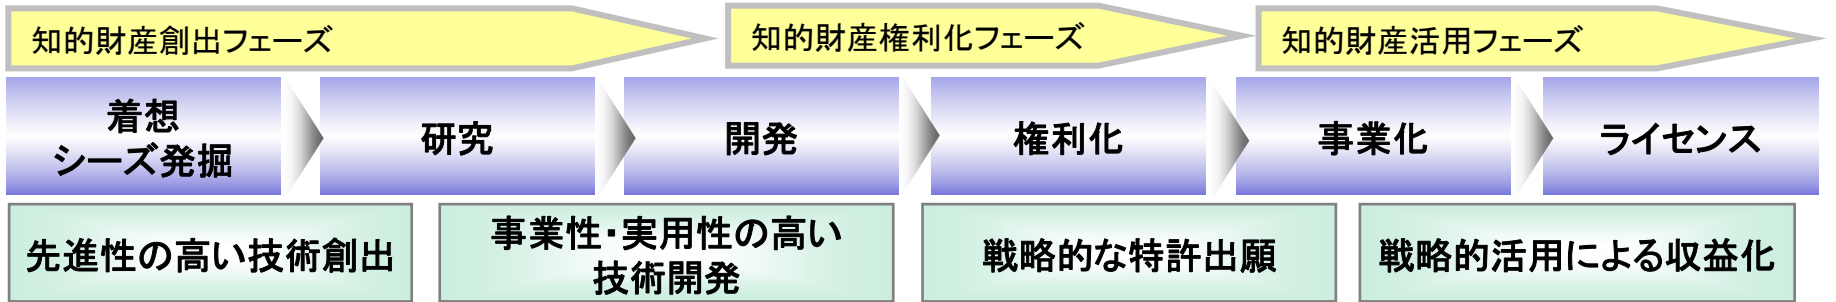 知的財産創出フェーズ
知的財産権利化フェーズ
知的財産活用フェーズ
着想
シーズ発掘
研究
開発
権利化
事業化
ライセンス
先進性の高い技術創出
事業性・実用性の高い
技術開発
戦略的な特許出願
戦略的活用による収益化